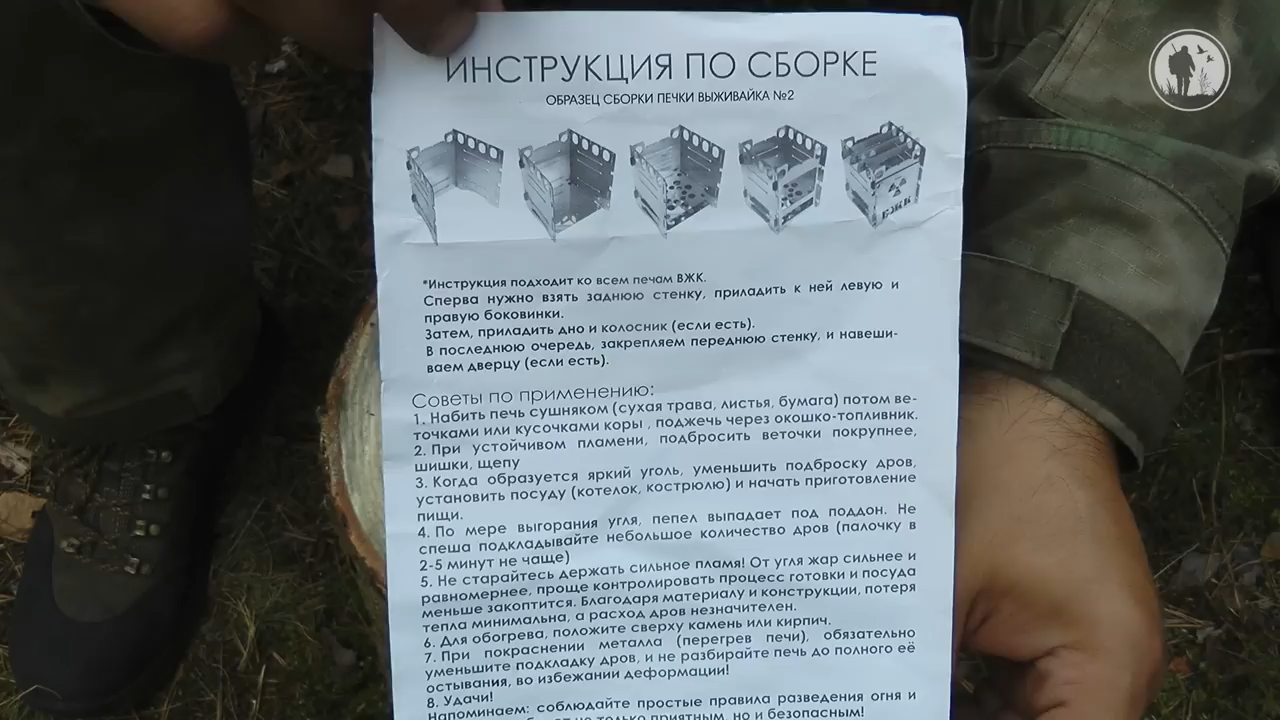 ИНСТРУКЦИЯ ПО СБОРКЕ
ОБРАЗЕЦ СБОРКИ ПЕЧКИ ВЫЖИВАЙКА №2
ВЖК
*Инструкция подходит ко всем печам ВЖК.
Сперва нужно взять заднюю стенку, приладить к ней левую и
правую боковинки.
Затем, приладить дно и колосник (если есть).
В последнюю очередь, закрепляем переднюю стенку, и навеши-
ваем дверцу (если есть).
Советы по применению:
1. Набить печь сушняком (сухая трава, листья, бумага) потом ве-
точками или кусочками коры , поджечь через окошко-топливник.
2. При устойчивом пламени, подбросить веточки покрупнее,
шишки, щепу
3. Когда образуется яркий уголь, уменьшить подброску дров,
установить посуду (котелок, кострюлю) и начать приготовление
пищи.
4. По мере выгорания угля, пепел выпадает под поддон. Не
спеша подкладывайте небольшое количество дров (палочку в
2-5 минут не чаще)
5. Не старайтесь держать сильное пламя! От угля жар сильнее и
равномернее, проще контролировать процесс готовки и посуда
меньше закоптится. Благодаря материалу и конструкции, потеря
тепла минимальна, а расход дров незначителен.
6. Для обогрева, положите сверху камень или кирпич.
7. При покраснении металла (перегрев печи), обязательно
уменьшите подкладку дров, и не разбирайте печь до полного её
остывания, во избежании деформации!
8. Удачи!
Напоминаем: соблюдайте простые правила разведения огня и
не только приятным, но и безопасным!